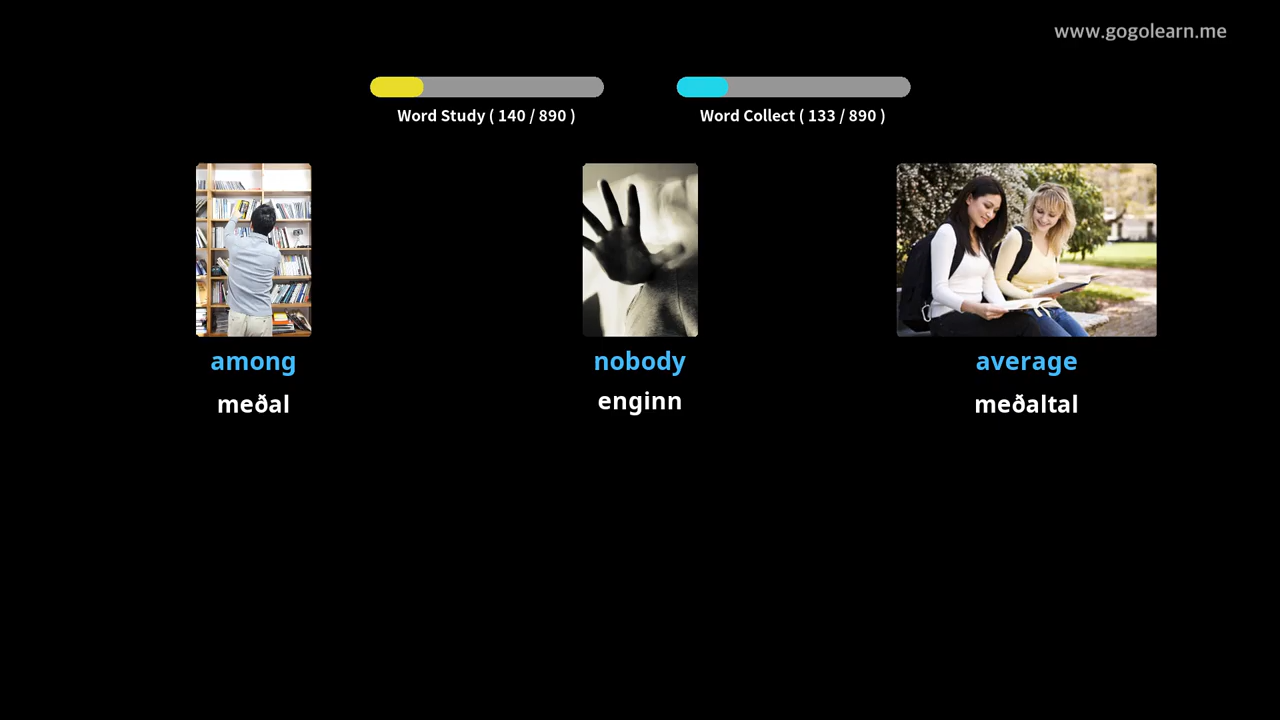 www.gogolearn.me
Word Study ( 140 / 890 )
Word Collect ( 133 / 890 )
among
nobody
average
meðal
enginn
meðaltal